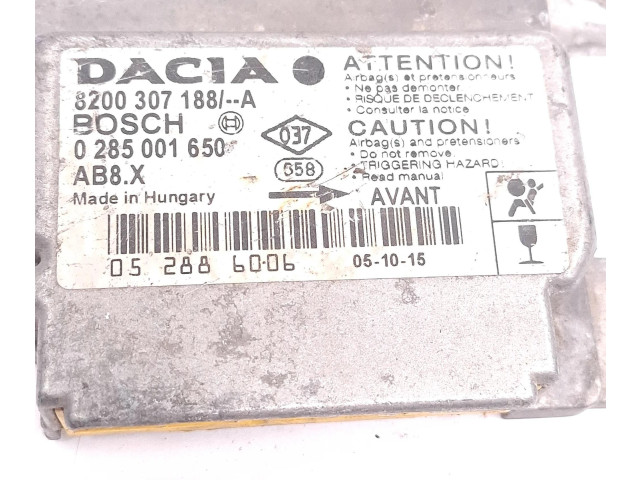 DACIA
8200 307 188/--A
BOSCH
0 285 001 650
AB8.X
Made in Hungary
037
058
AVANT
ATTENTION!
Airbag(s) et pretensionneurs
• Ne pas demonter
• RISQUE DE DECLENCHEMENT
• Consulter la notice
CAUTION!
Airbag(s) and pretensioners
• Do not remove
• TRIGGERING HAZARD
• Read manual
05 288 6006
05-10-15